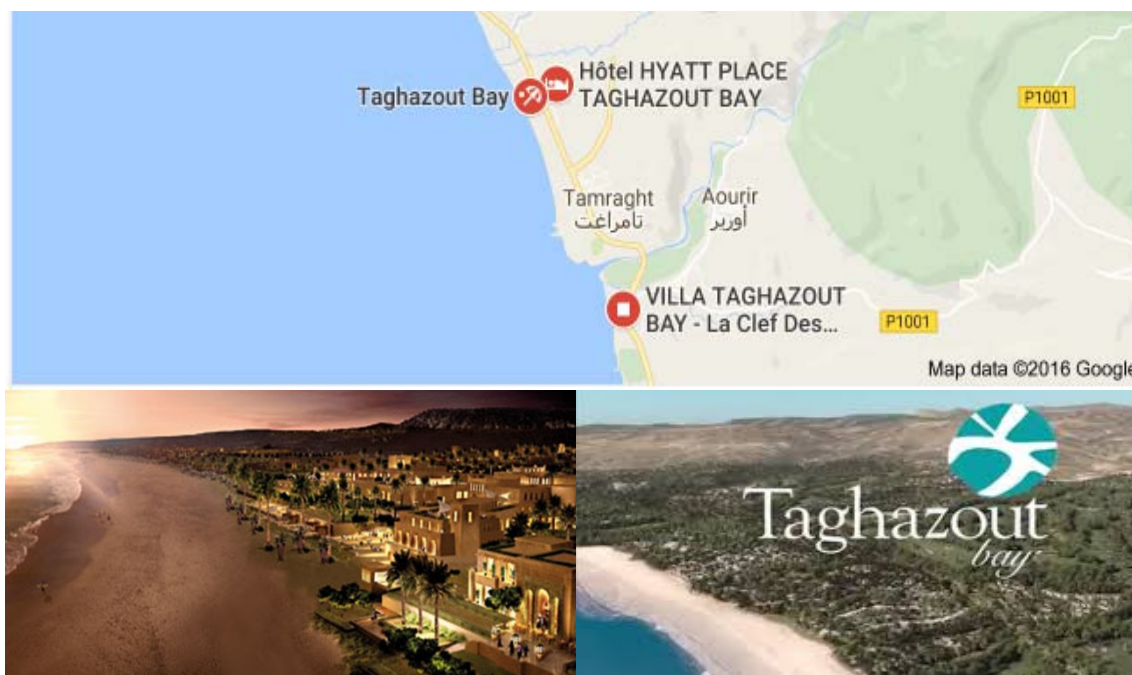 Hôtel HYATT PLACE
Taghazout Bay
TAGHAZOUT BAY
P1001
Tamraght
تامراغت
Aourir
أورير
VILLA TAGHAZOUT
BAY - La Clef Des...
P1001
Map data ©2016 Google
Taghazout
bay